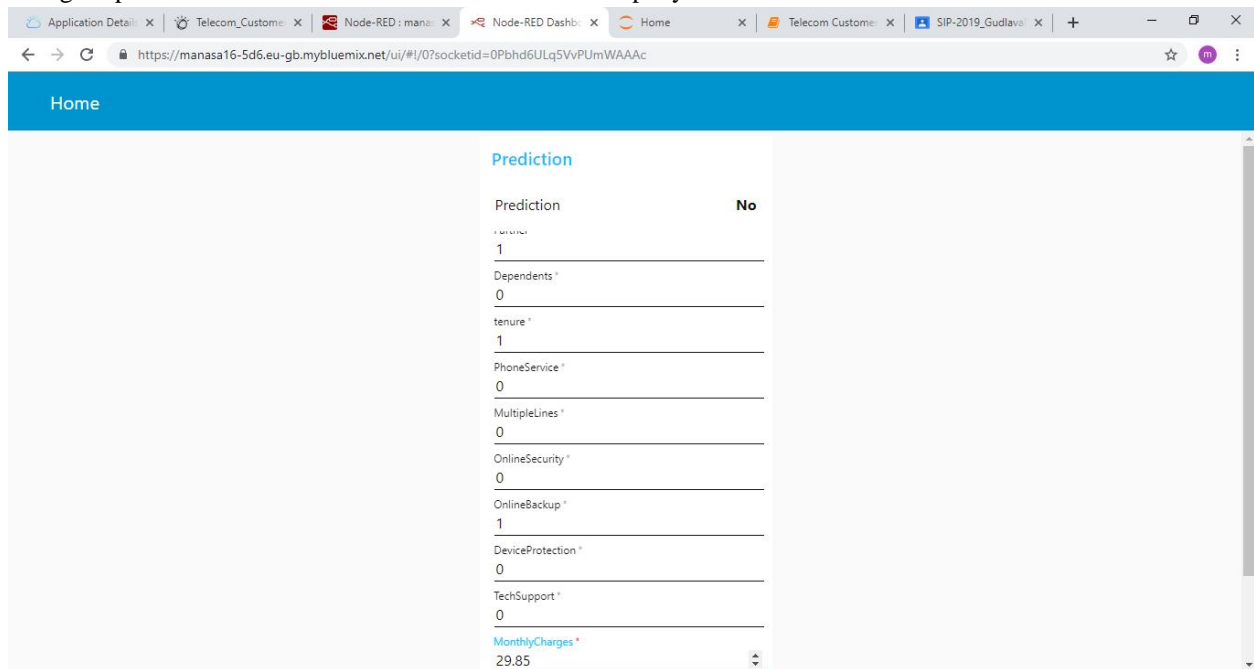 Application Details
Telecom_Custome
Node-RED : mana
Node-RED Dashbo
Home
Telecom Custome
SIP-2019_Gudlaval
https://manasa16-5d6.eu-gb.mybluemix.net/ui/#!/0?socketid=0Pbhd6ULq5VvPUmWAAAc
m
Home
Prediction
Prediction No
1
Dependents *
0
tenure *
1
PhoneService *
0
MultipleLines *
0
OnlineSecurity *
0
OnlineBackup *
1
DeviceProtection *
0
TechSupport *
0
MonthlyCharges *
29.85